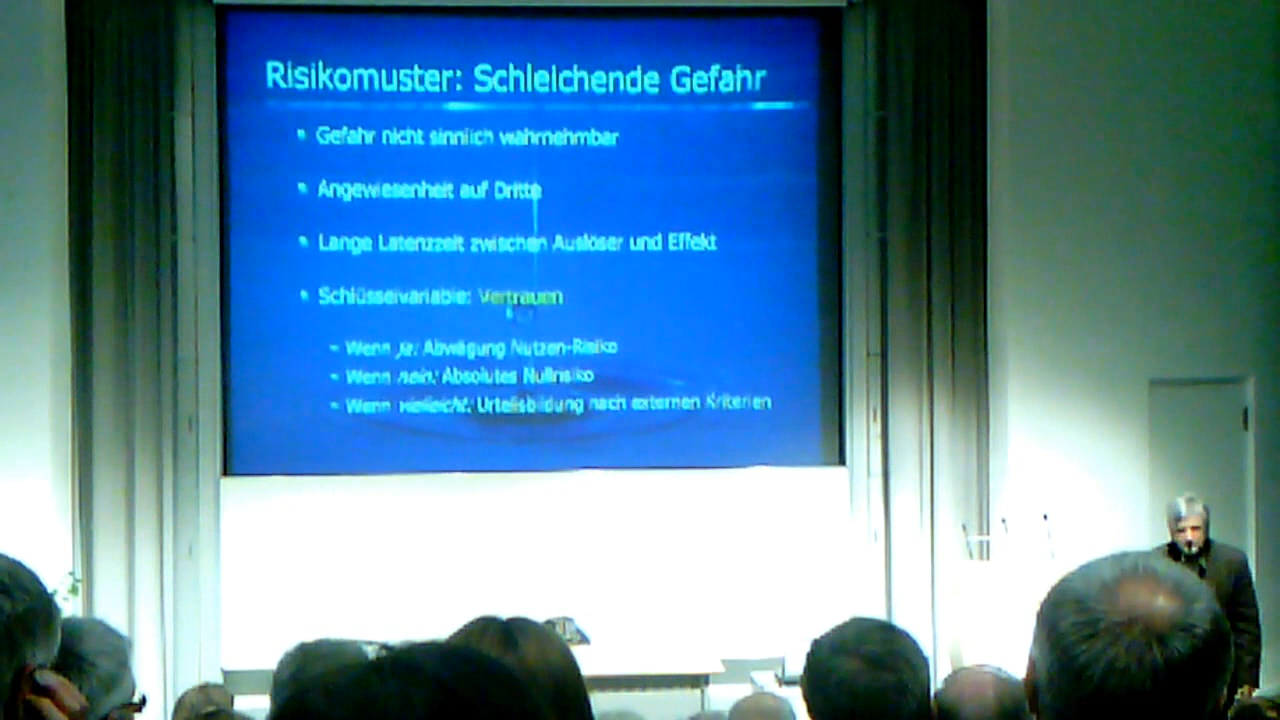 Risikomuster: Schleichende Gefahr
• Gefahr nicht sinnlich wahrnehmbar
• Angewiesenheit auf Dritte
• Lange Latenzzeit zwischen Auslöser und Effekt
• Schlüsselvariable: Vertrauen
– Wenn ja: Abwägung Nutzen-Risiko
– Wenn nein: Absolutes Nullrisiko
– Wenn vielleicht: Urteilsbildung nach externen Kriterien